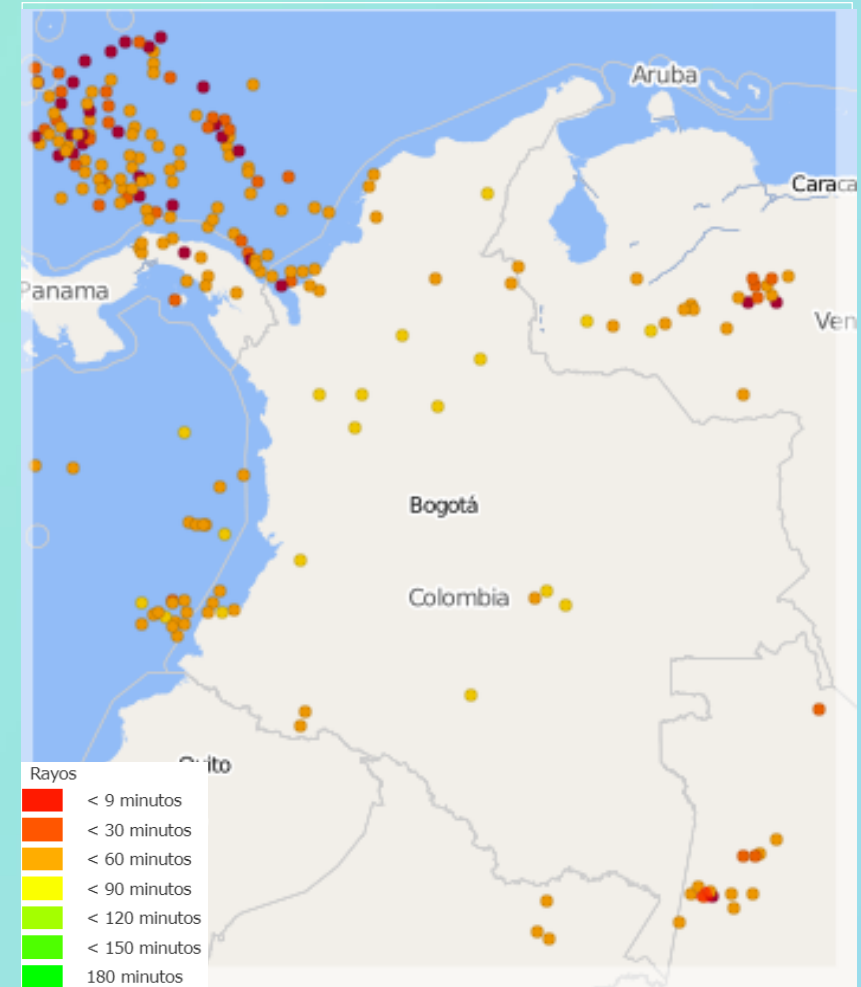 Aruba
Caraca
Panama
Ven
Bogotá
Colombia
Quito
Rayos
< 9 minutos
< 30 minutos
< 60 minutos
< 90 minutos
< 120 minutos
< 150 minutos
180 minutos